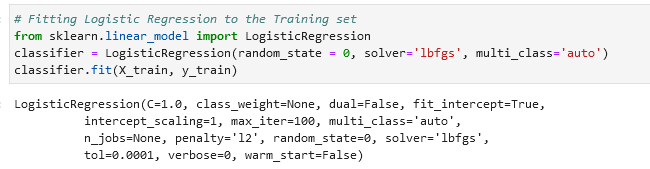 # Fitting Logistic Regression to the Training set
from sklearn.linear_model import LogisticRegression
classifier = LogisticRegression(random_state = 0, solver='lbfgs', multi_class='auto')
classifier.fit(X_train, y_train)
LogisticRegression(C=1.0, class_weight=None, dual=False, fit_intercept=True,
intercept_scaling=1, max_iter=100, multi_class='auto',
n_jobs=None, penalty='l2', random_state=0, solver='lbfgs',
tol=0.0001, verbose=0, warm_start=False)